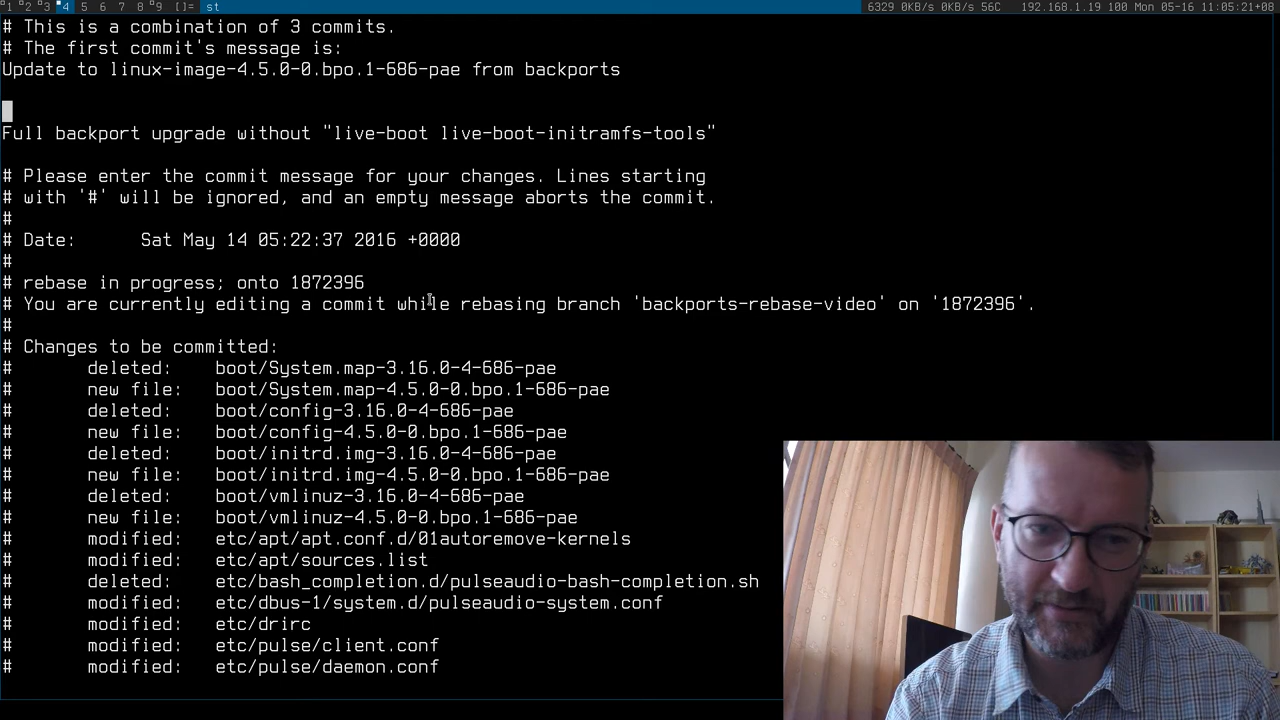 1 2 3 4 5 6 7 8 9 []= st 6329 0KB/s 0KB/s 56C 192.168.1.19 100 Mon 05-16 11:05:21+08
# This is a combination of 3 commits.
# The first commit's message is:
Update to linux-image-4.5.0-0.bpo.1-686-pae from backports
Full backport upgrade without "live-boot live-boot-initramfs-tools"
# Please enter the commit message for your changes. Lines starting
# with '#' will be ignored, and an empty message aborts the commit.
#
# Date:      Sat May 14 05:22:37 2016 +0000
#
# rebase in progress; onto 1872396
# You are currently editing a commit while rebasing branch 'backports-rebase-video' on '1872396'.
#
# Changes to be committed:
#       deleted:    boot/System.map-3.16.0-4-686-pae
#       new file:   boot/System.map-4.5.0-0.bpo.1-686-pae
#       deleted:    boot/config-3.16.0-4-686-pae
#       new file:   boot/config-4.5.0-0.bpo.1-686-pae
#       deleted:    boot/initrd.img-3.16.0-4-686-pae
#       new file:   boot/initrd.img-4.5.0-0.bpo.1-686-pae
#       deleted:    boot/vmlinuz-3.16.0-4-686-pae
#       new file:   boot/vmlinuz-4.5.0-0.bpo.1-686-pae
#       modified:   etc/apt/apt.conf.d/01autoremove-kernels
#       modified:   etc/apt/sources.list
#       deleted:    etc/bash_completion.d/pulseaudio-bash-completion.sh
#       modified:   etc/dbus-1/system.d/pulseaudio-system.conf
#       modified:   etc/drirc
#       modified:   etc/pulse/client.conf
#       modified:   etc/pulse/daemon.conf